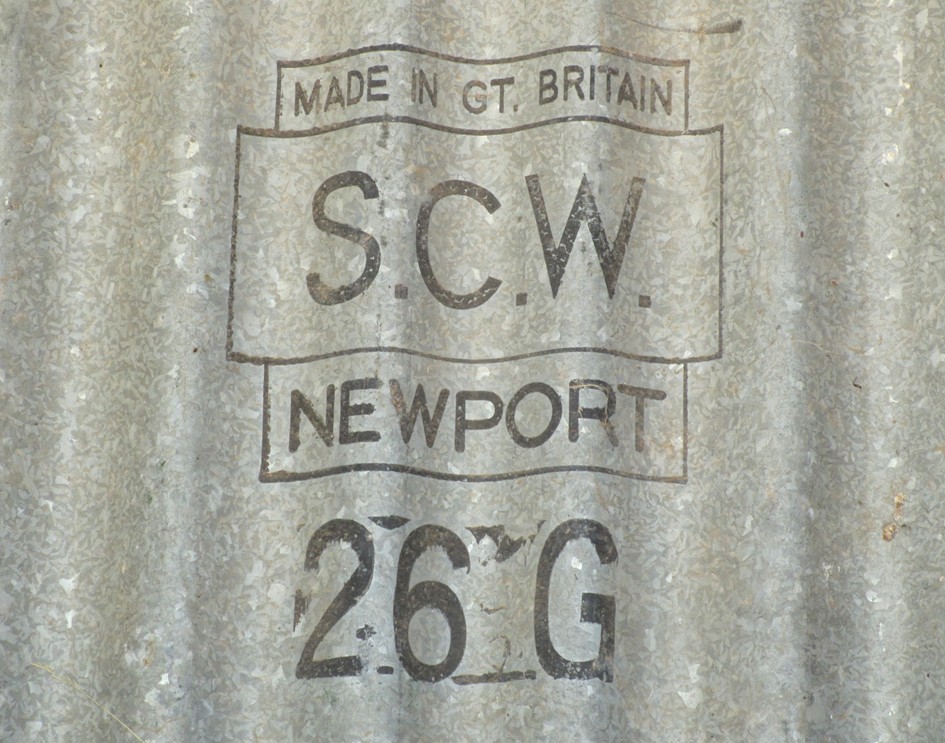 MADE IN GT. BRITAIN
S.C.W.
NEWPORT
26 G